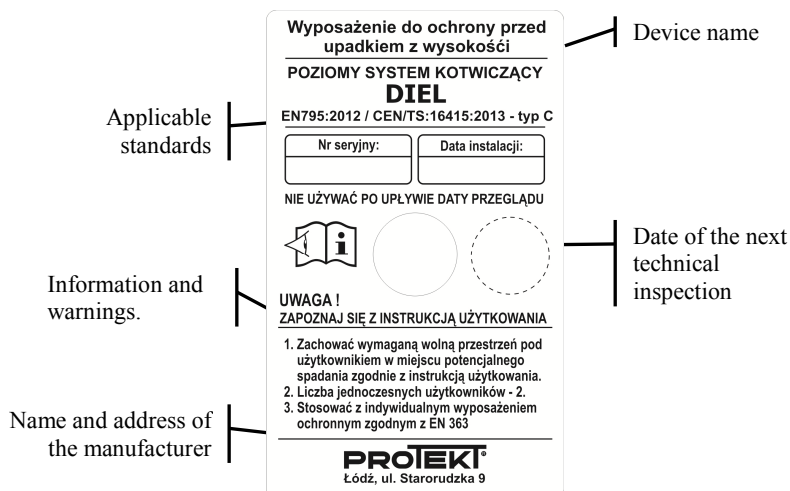 Wyposażenie do ochrony przed
upadkiem z wysokośći
POZIOMY SYSTEM KOTWICZĄCY
DIEL
EN795:2012 / CEN/TS:16415:2013 - typ C
Nr seryjny:
Data instalacji:
NIE UŻYWAĆ PO UPŁYWIE DATY PRZEGLĄDU
i
UWAGA !
ZAPOZNAJ SIĘ Z INSTRUKCJĄ UŻYTKOWANIA
1. Zachować wymaganą wolną przestrzeń pod
użytkownikiem w miejscu potencjalnego
spadania zgodnie z instrukcją użytkowania.
2. Liczba jednoczesnych użytkowników - 2.
3. Stosować z indywidualnym wyposażeniem
ochronnym zgodnym z EN 363
PROTEKT®
Łódź, ul. Starorudzka 9
Device name
Applicable
standards
Date of the next
technical
inspection
Information and
warnings.
Name and address of
the manufacturer